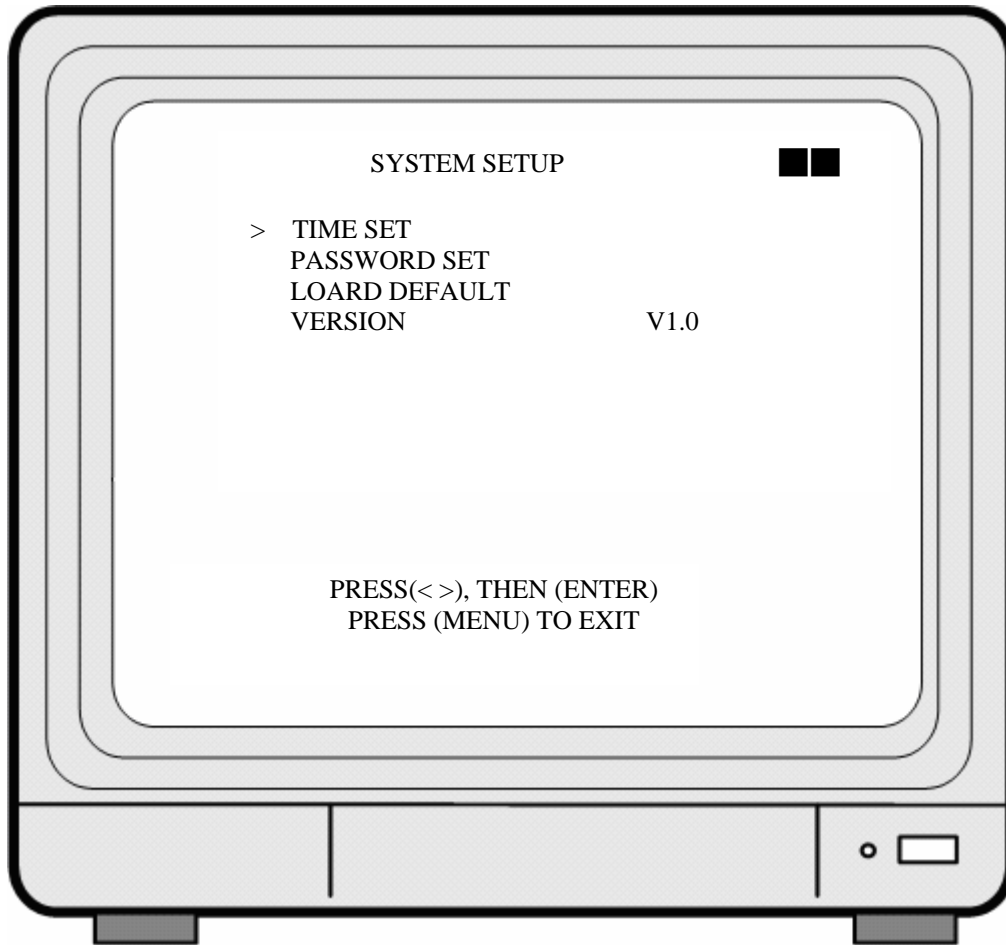 SYSTEM SETUP
> TIME SET
PASSWORD SET
LOARD DEFAULT
VERSION V1.0
PRESS(< >), THEN (ENTER)
PRESS (MENU) TO EXIT